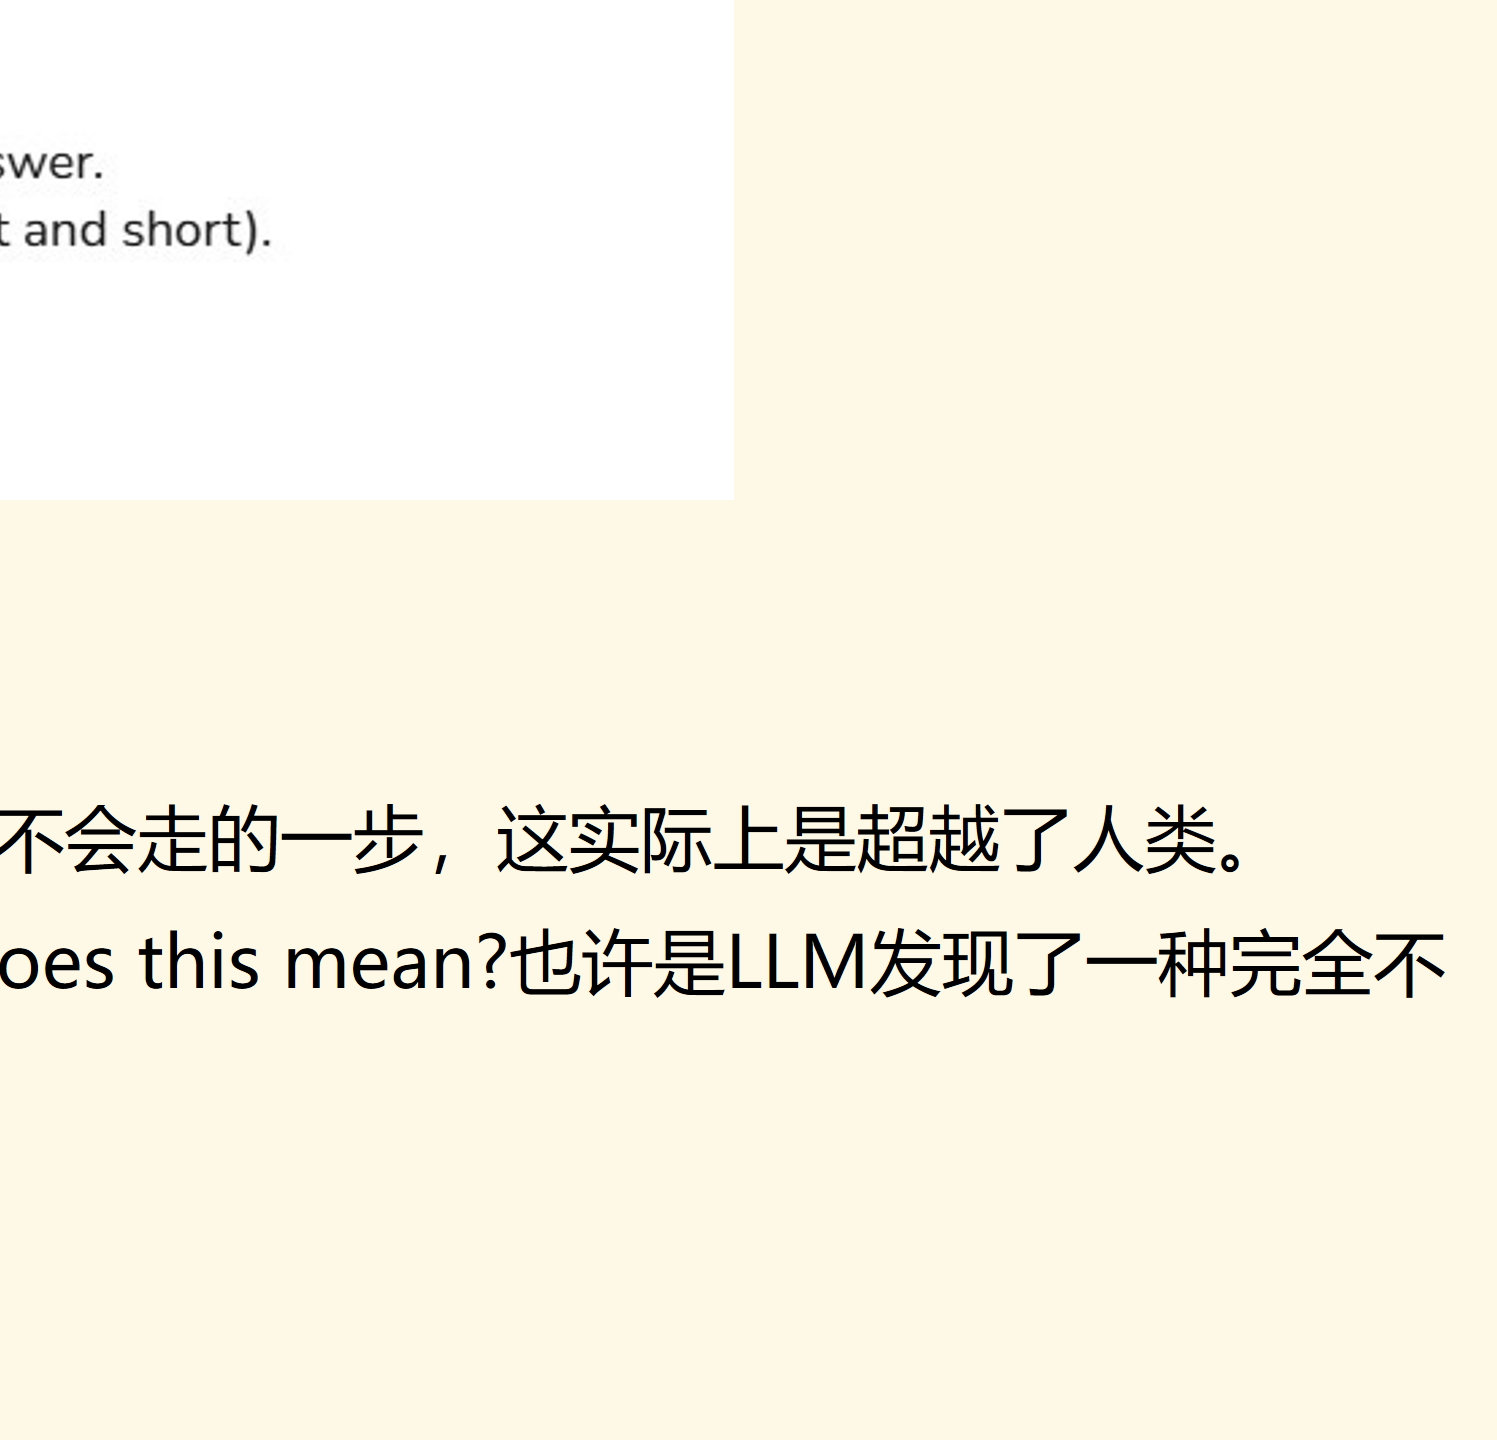 swer.
t and short).
不会走的一步，这实际上是超越了人类。
oes this mean?也许是LLM发现了一种完全不